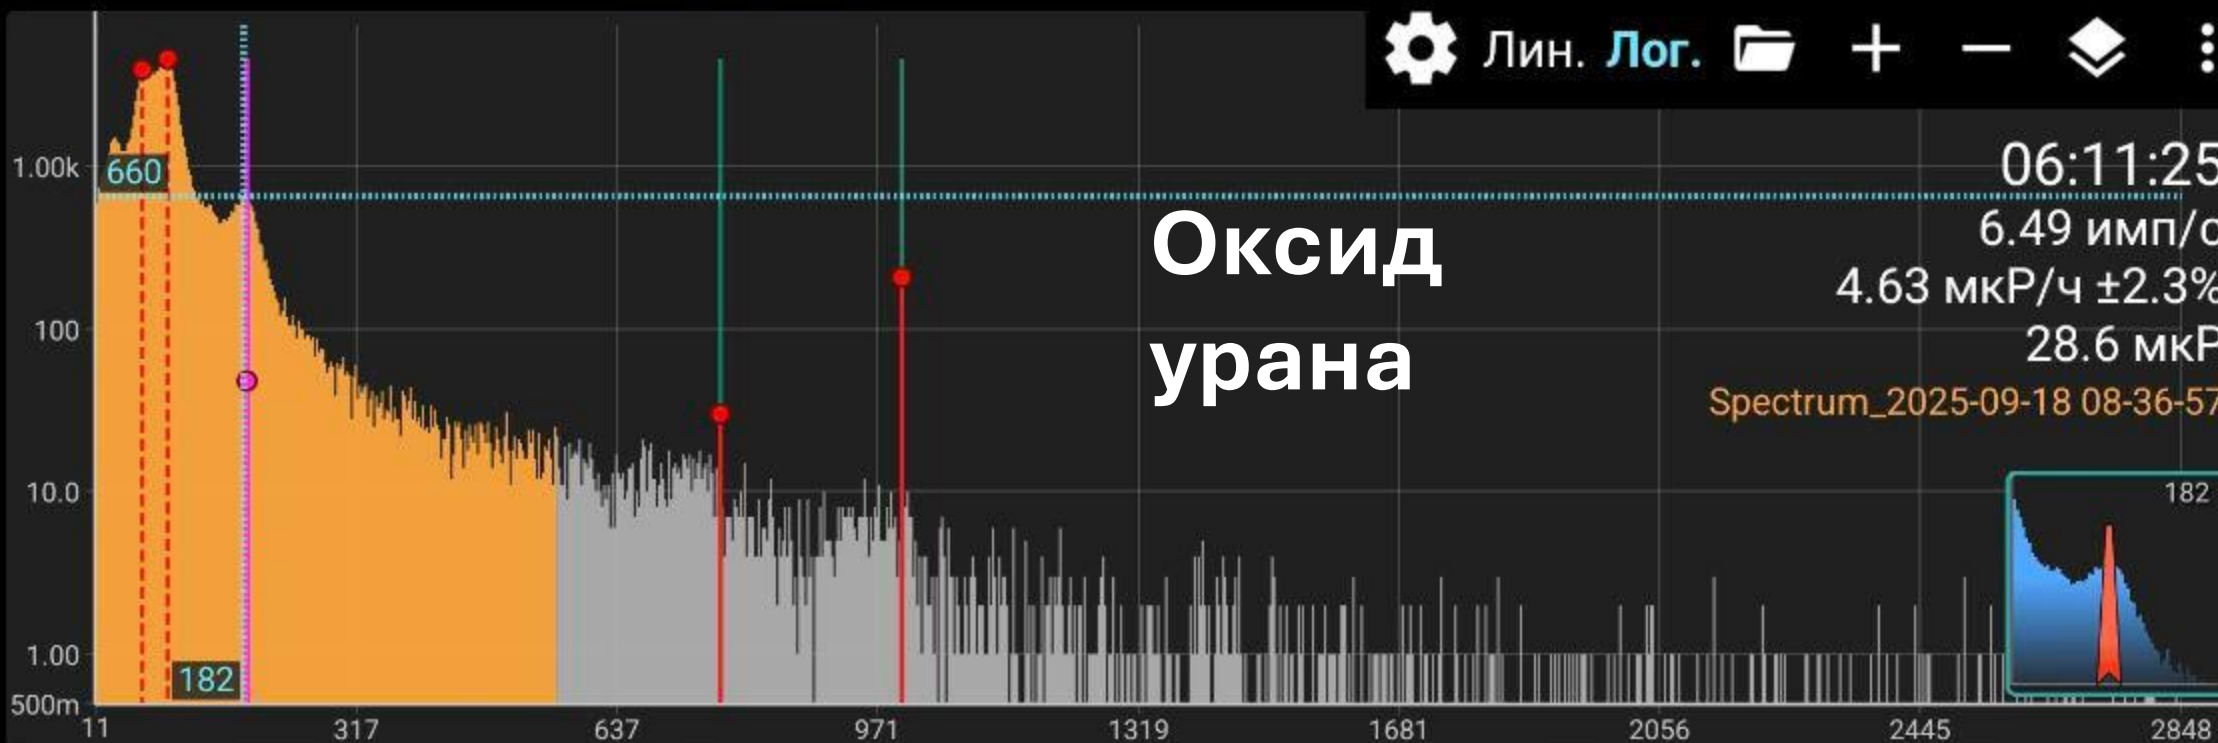 Лин. Лог.
06:11:25
6.49 имп/с
4.63 мкР/ч ±2.3%
28.6 мкР
Spectrum_2025-09-18 08-36-57
Оксид
урана
1.00k
660
100
10.0
1.00
500m
182
182
11 317 637 971 1319 1681 2056 2445 2848